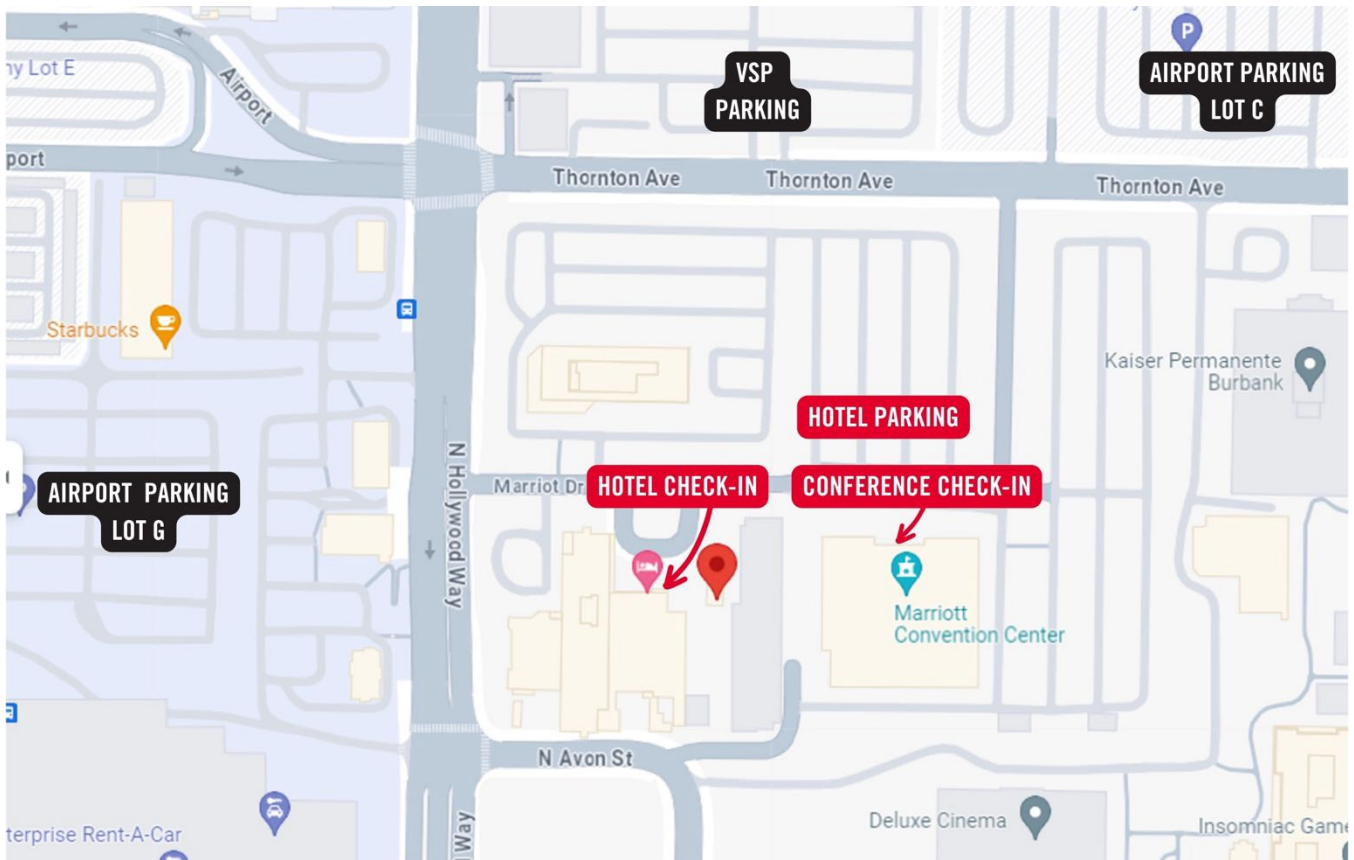 ny Lot E
Airport
VSP
PARKING
P
AIRPORT PARKING
LOT C
port
Thornton Ave
Thornton Ave
Thornton Ave
Starbucks
Kaiser Permanente
Burbank
HOTEL PARKING
N Hollywood Way
Marriot Dr
HOTEL CHECK-IN
CONFERENCE CHECK-IN
AIRPORT PARKING
LOT G
Marriott
Convention Center
N Avon St
Deluxe Cinema
Insomniac Game
terprise Rent-A-Car
Way